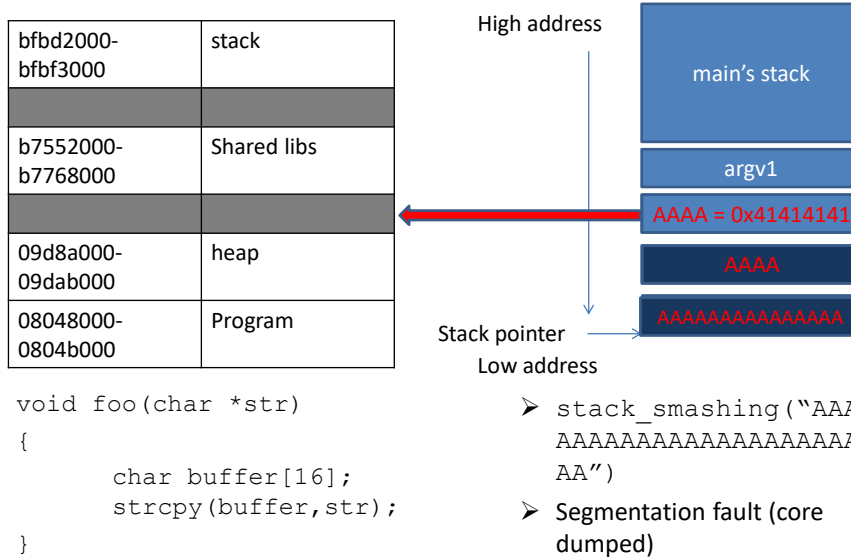 bfbd2000-
bfbf3000
stack
b7552000-
b7768000
Shared libs
09d8a000-
09dab000
heap
08048000-
0804b000
Program
High address
Stack pointer
Low address
main’s stack
argv1
AAAA = 0x41414141
AAAA
AAAAAAAAAAAAAAA
void foo(char *str)
{
char buffer[16];
strcpy(buffer,str);
}
➢ stack_smashing(“AAA
AAAAAAAAAAAAAAAAAAA
AA”)
➢ Segmentation fault (core
dumped)